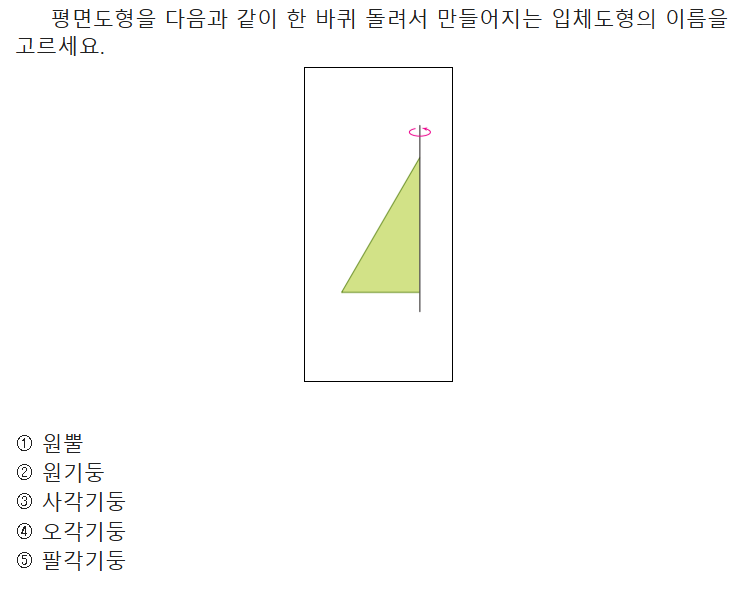 평면도형을 다음과 같이 한 바퀴 돌려서 만들어지는 입체도형의 이름을
고르세요.
① 원뿔
② 원기둥
③ 사각기둥
④ 오각기둥
⑤ 팔각기둥